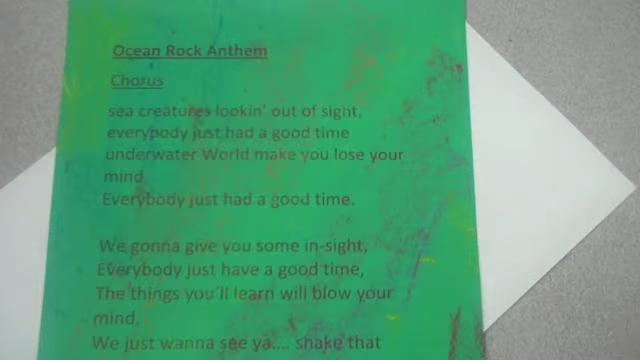 Ocean Rock Anthem
Chorus
sea creatures lookin' out of sight,
everybody just had a good time
underwater World make you lose your
mind.
Everybody just had a good time.
We gonna give you some in-sight,
Everybody just have a good time,
The things you'll learn will blow your
mind,
We just wanna see ya.... shake that